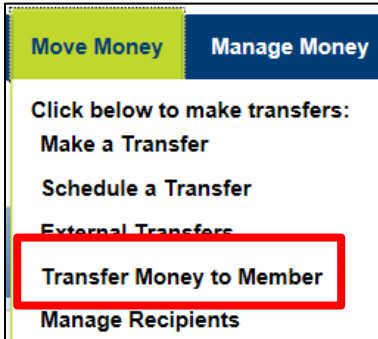 Move Money Manage Money
Click below to make transfers:
Make a Transfer
Schedule a Transfer
External Transfers
Transfer Money to Member
Manage Recipients